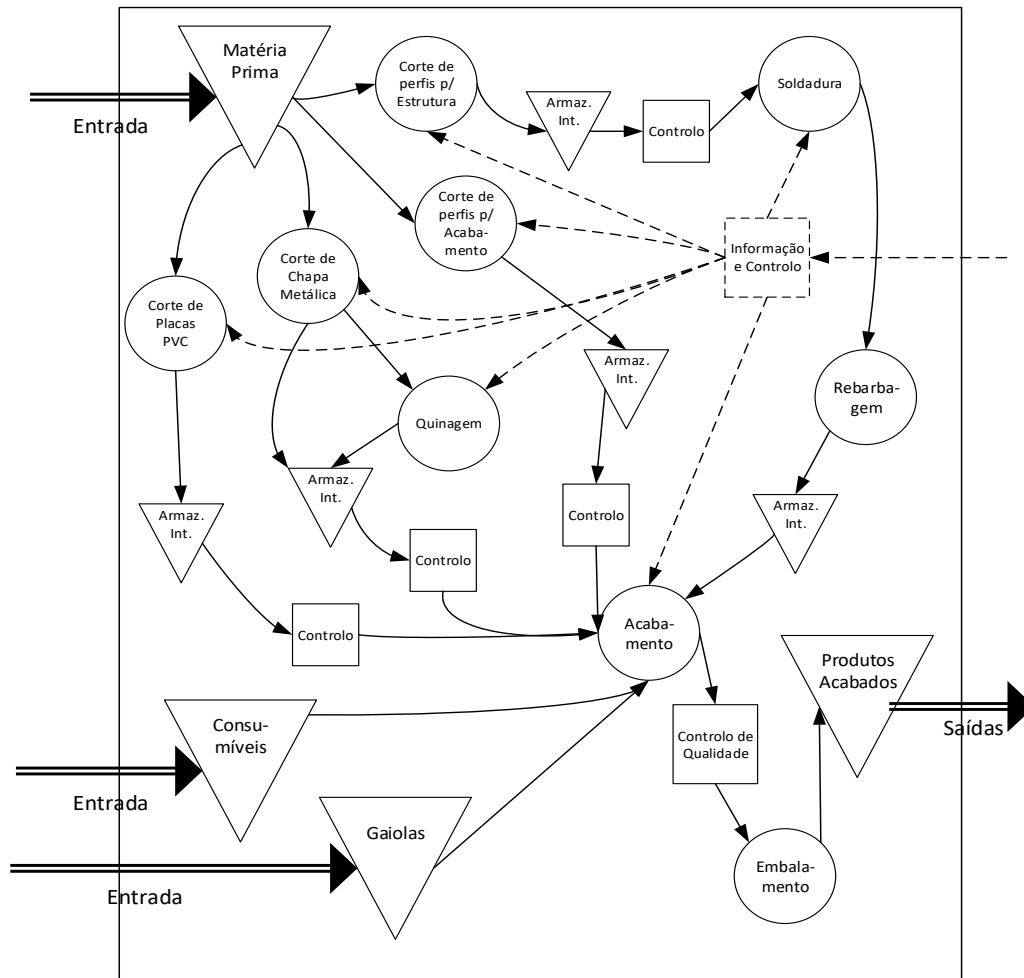 Matéria
Prima
Entrada
Corte de
perfis p/
Estrutura
Armaz.
Int.
Controlo
Soldadura
Corte de
perfis p/
Acaba-
mento
Informação
e Controlo
Corte de
Chapa
Metálica
Corte de
Placas
PVC
Armaz.
Int.
Rebarba-
gem
Quinagem
Armaz.
Int.
Armaz.
Int.
Armaz.
Int.
Controlo
Controlo
Controlo
Acaba-
mento
Produtos
Acabados
Saídas
Consu-
míveis
Entrada
Controlo de
Qualidade
Gaiolas
Entrada
Embala-
mento